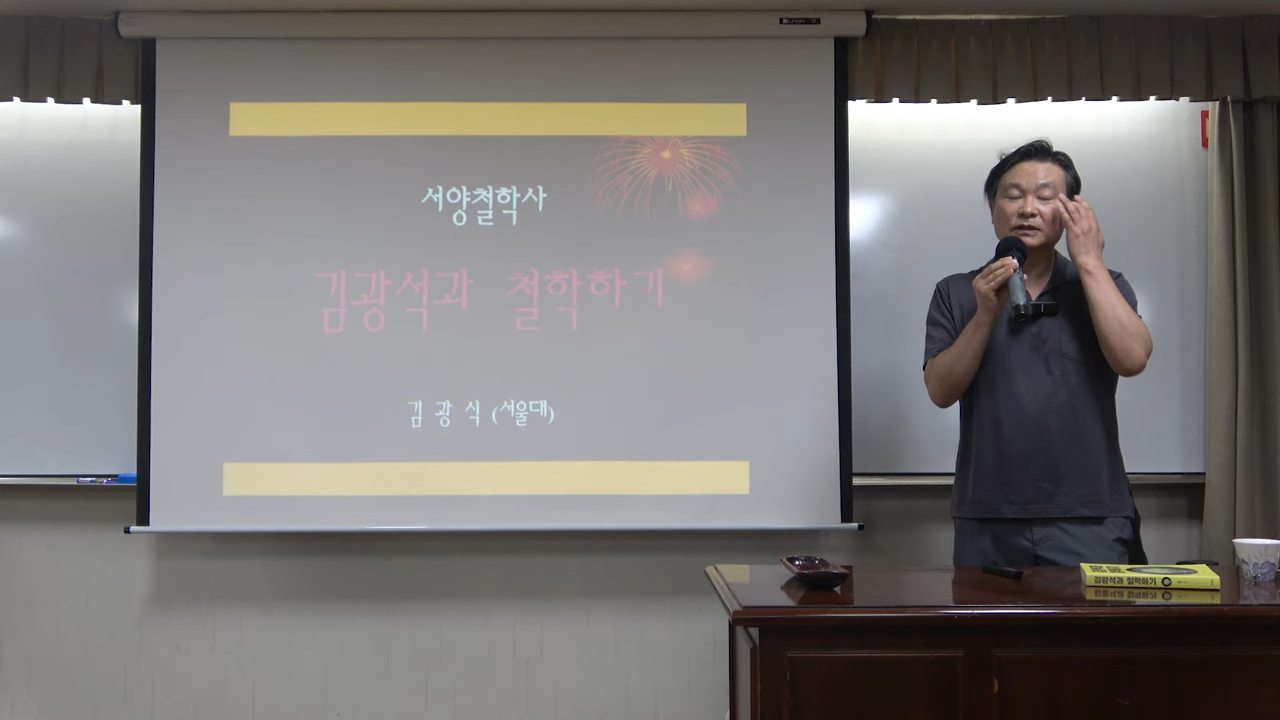 서양철학사
김광석과 철학하기
김 광 식 (서울대)
김광석과 철학하기